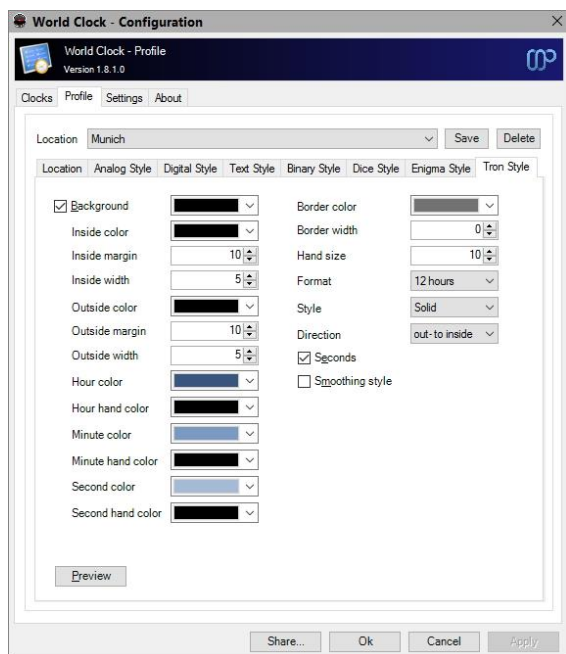 World Clock - Configuration
World Clock - Profile
Version 1.8.1.0
Clocks Profile Settings About
Location Munich Save Delete
Location Analog Style Digital Style Text Style Binary Style Dice Style Enigma Style Tron Style
Background Border color
Inside color Border width 0
Inside margin 10 Hand size 10
Inside width 5 Format 12 hours
Outside color Style Solid
Outside margin 10 Direction out- to inside
Outside width 5 Seconds
Hour color Smoothing style
Hour hand color
Minute color
Minute hand color
Second color
Second hand color
Preview
Share... Ok Cancel Apply